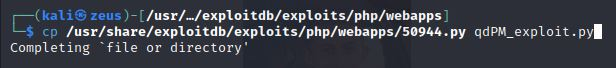 ┌──(kali㉿zeus)-[/usr/…/exploitdb/exploits/php/webapps]
└─$ cp /usr/share/exploitdb/exploits/php/webapps/50944.py qdPM_exploit.py
Completing `file or directory'